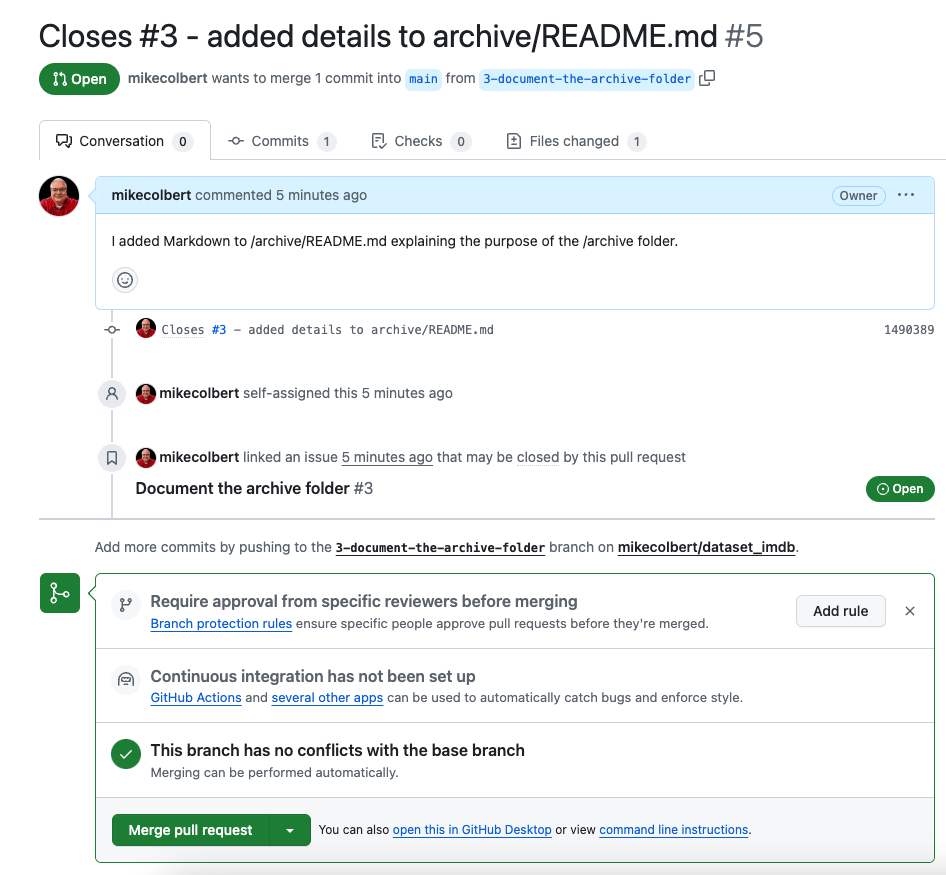 Closes #3 - added details to archive/README.md #5
Open mikecolbert wants to merge 1 commit into main from 3-document-the-archive-folder
Conversation 0 Commits 1 Checks 0 Files changed 1
mikecolbert commented 5 minutes ago Owner ...
I added Markdown to /archive/README.md explaining the purpose of the /archive folder.
Closes #3 - added details to archive/README.md 1490389
mikecolbert self-assigned this 5 minutes ago
mikecolbert linked an issue 5 minutes ago that may be closed by this pull request
Document the archive folder #3 Open
Add more commits by pushing to the 3-document-the-archive-folder branch on mikecolbert/dataset_imdb.
Require approval from specific reviewers before merging
Branch protection rules ensure specific people approve pull requests before they're merged.
Add rule
Continuous integration has not been set up
GitHub Actions and several other apps can be used to automatically catch bugs and enforce style.
This branch has no conflicts with the base branch
Merging can be performed automatically.
Merge pull request You can also open this in GitHub Desktop or view command line instructions.